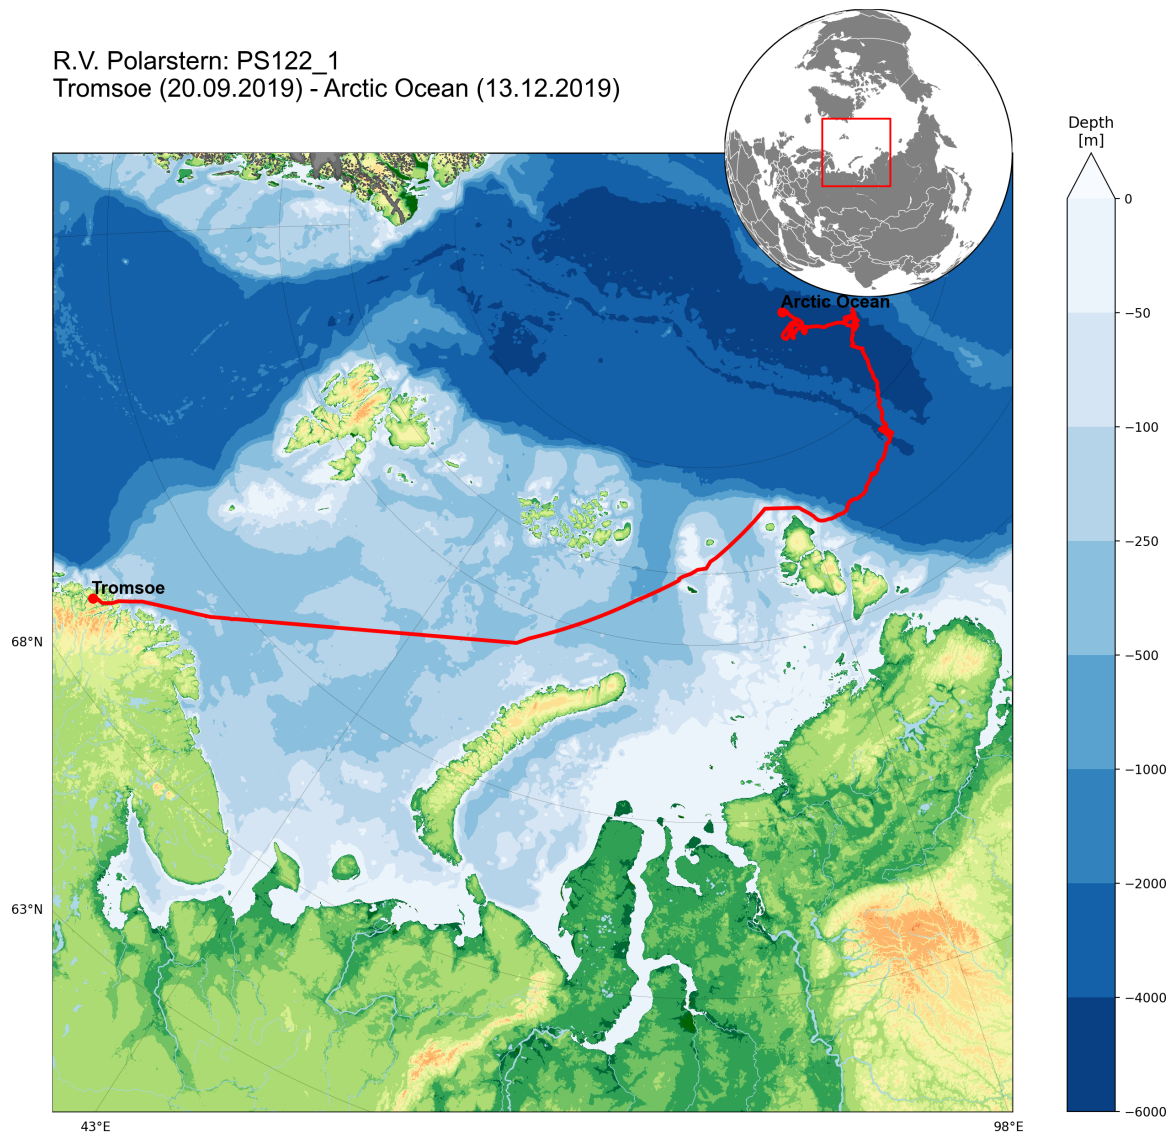 R.V. Polarstern: PS122_1
Tromsoe (20.09.2019) - Arctic Ocean (13.12.2019)
Depth
[m]
0
−50
−100
−250
−500
−1000
−2000
−4000
−6000
Arctic Ocean
Tromsoe
68°N
63°N
43°E
98°E